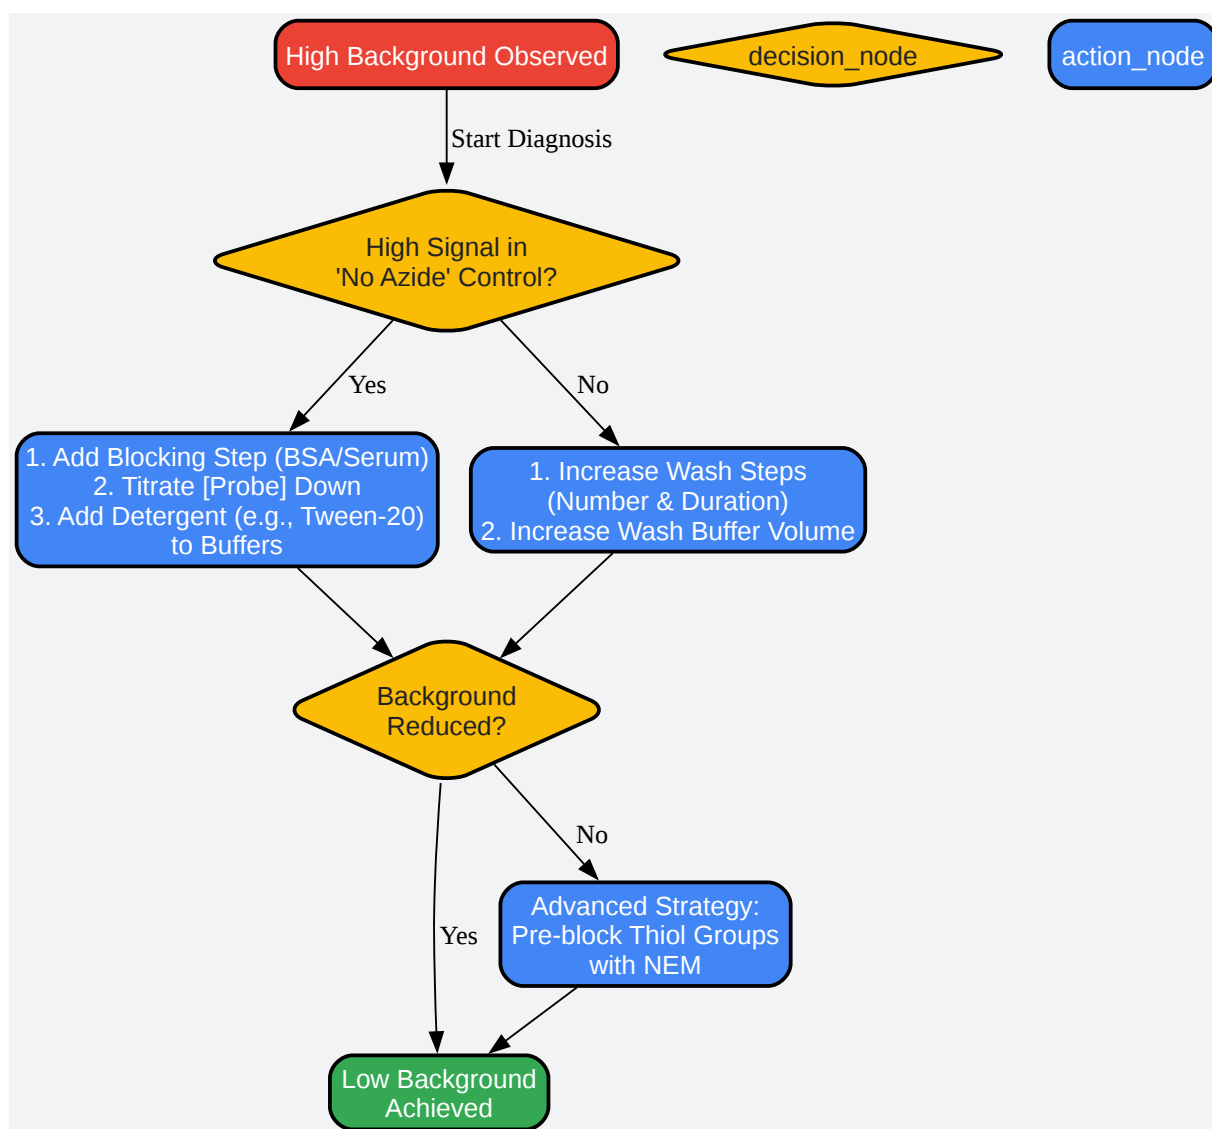 High Background Observed
decision_node
action_node
Start Diagnosis
High Signal in
'No Azide' Control?
Yes
No
1. Add Blocking Step (BSA/Serum)
2. Titrate [Probe] Down
3. Add Detergent (e.g., Tween-20)
to Buffers
1. Increase Wash Steps
(Number & Duration)
2. Increase Wash Buffer Volume
Background
Reduced?
No
Yes
Advanced Strategy:
Pre-block Thiol Groups
with NEM
Low Background
Achieved